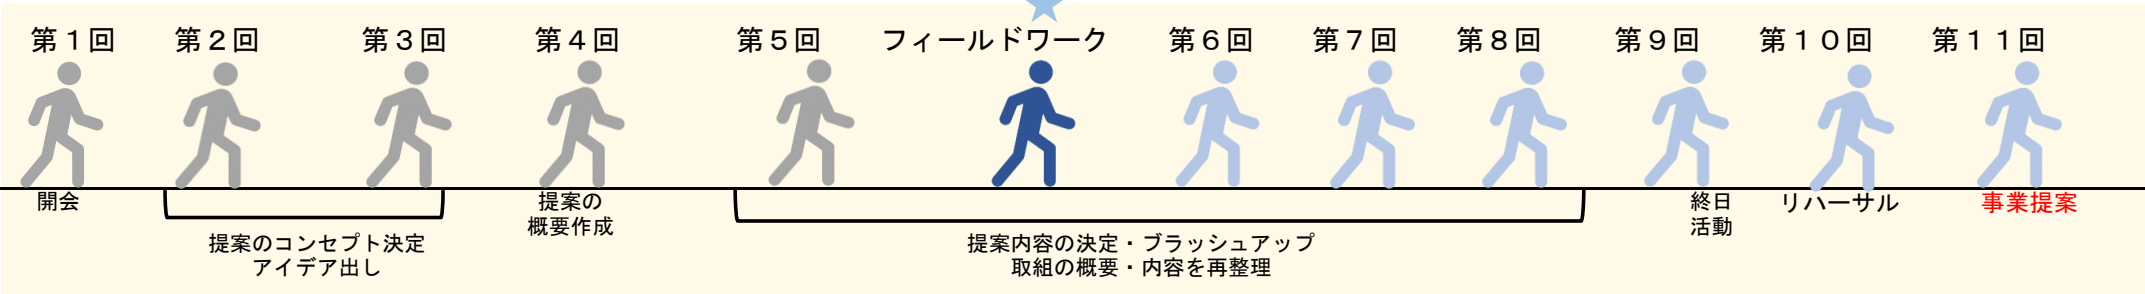 第１回 第２回 第３回 第４回 第５回 フィールドワーク 第６回 第７回 第８回 第９回 第１０回 第１１回
開会
提案のコンセプト決定
アイデア出し
提案の
概要作成
提案内容の決定・ブラッシュアップ
取組の概要・内容を再整理
終日
活動
リハーサル
事業提案